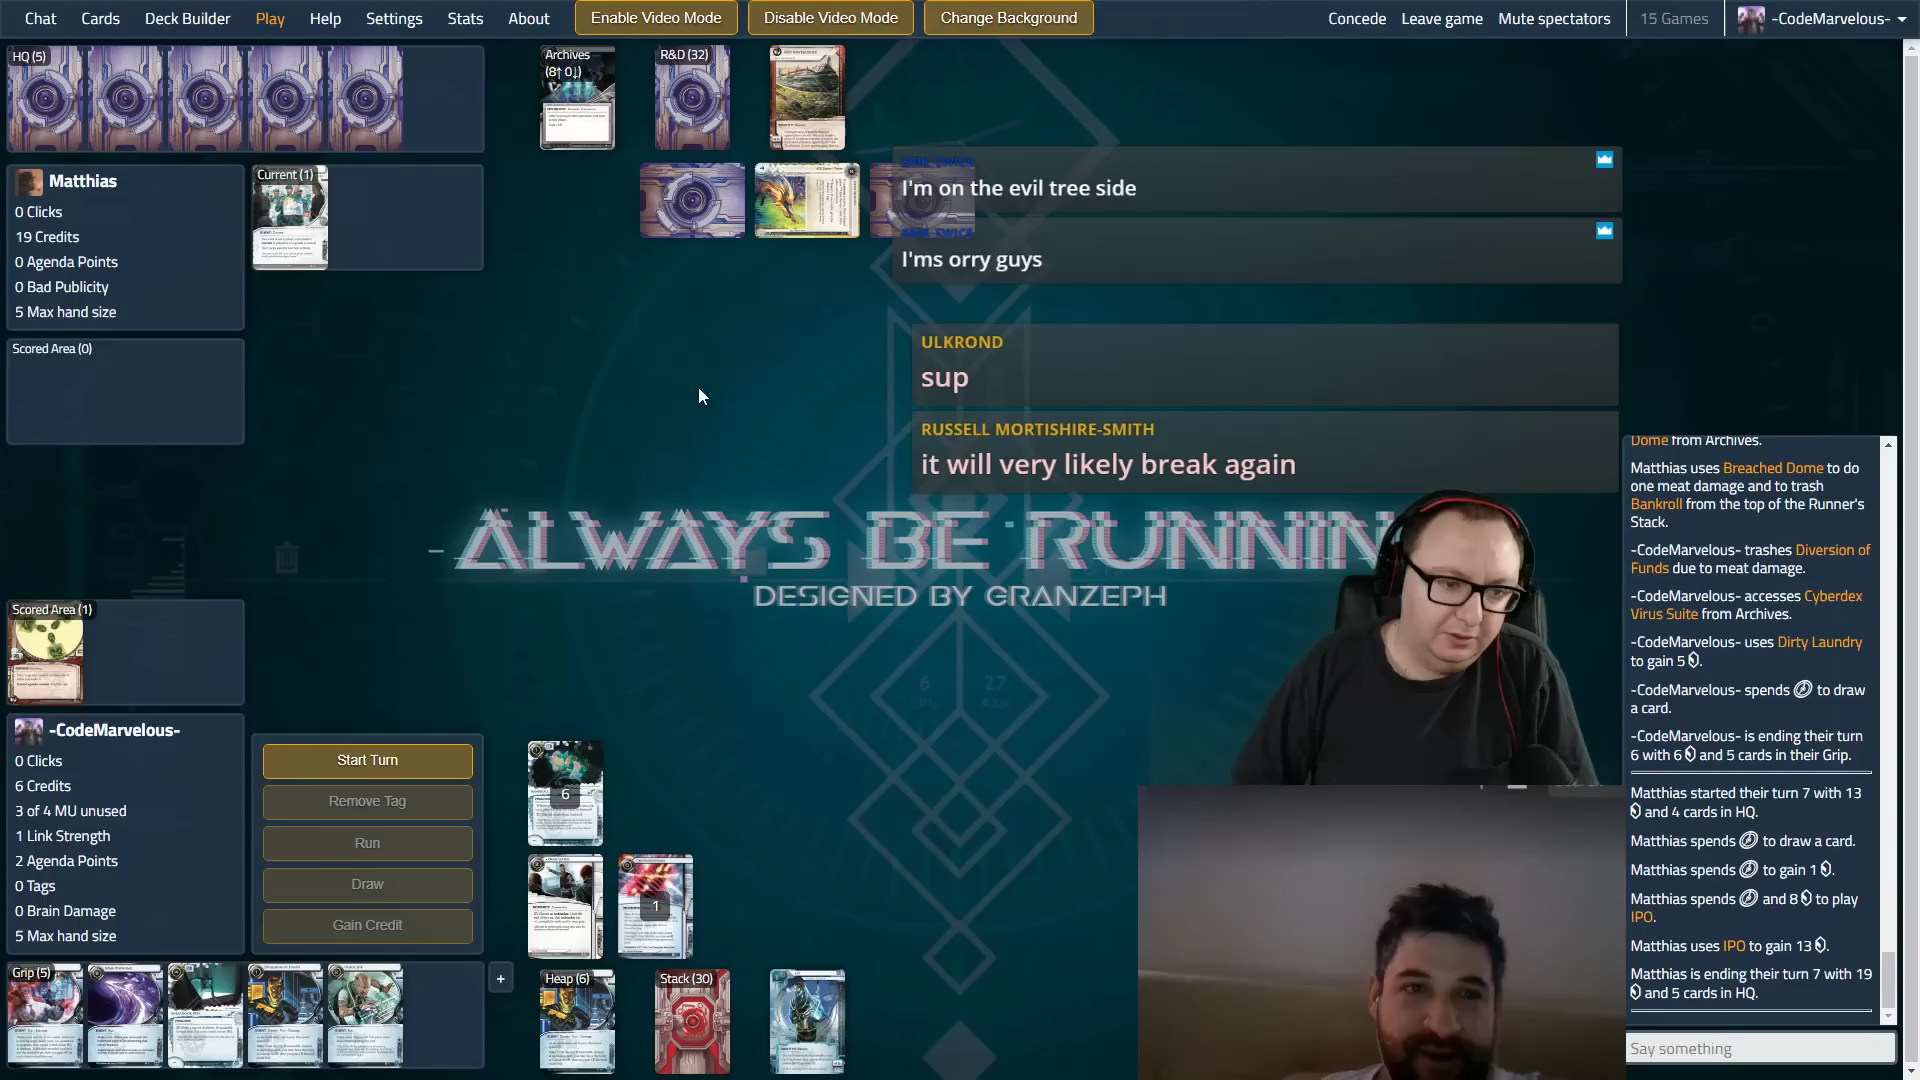 Chat Cards Deck Builder Play Help Settings Stats About Enable Video Mode Disable Video Mode Change Background Concede Leave game Mute spectators 15 Games -CodeMarvelous-
HQ (5)
Archives
(8↑ 0↓)
R&D (32)
Matthias
0 Clicks
19 Credits
0 Agenda Points
0 Bad Publicity
5 Max hand size
Current (1)
Scored Area (0)
I'm on the evil tree side
I'ms orry guys
ULKROND
sup
RUSSELL MORTISHIRE-SMITH
it will very likely break again
ALWAYS BE RUNNIN
DESIGNED BY GRANZEPH
Scored Area (1)
-CodeMarvelous-
0 Clicks
6 Credits
3 of 4 MU unused
1 Link Strength
2 Agenda Points
0 Tags
0 Brain Damage
5 Max hand size
Start Turn
Remove Tag
Run
Draw
Gain Credit
6
1
Grip (5)
+
Heap (6)
Stack (30)
Dome from Archives.
Matthias uses Breached Dome to do
one meat damage and to trash
Bankroll from the top of the Runner's
Stack.
-CodeMarvelous- trashes Diversion of
Funds due to meat damage.
-CodeMarvelous- accesses Cyberdex
Virus Suite from Archives.
-CodeMarvelous- uses Dirty Laundry
to gain 5.
-CodeMarvelous- spends to draw
a card.
-CodeMarvelous- is ending their turn
6 with 6 and 5 cards in their Grip.
Matthias started their turn 7 with 13
and 4 cards in HQ.
Matthias spends to draw a card.
Matthias spends to gain 1.
Matthias spends and 8 to play
IPO.
Matthias uses IPO to gain 13.
Matthias is ending their turn 7 with 19
and 5 cards in HQ.
Say something